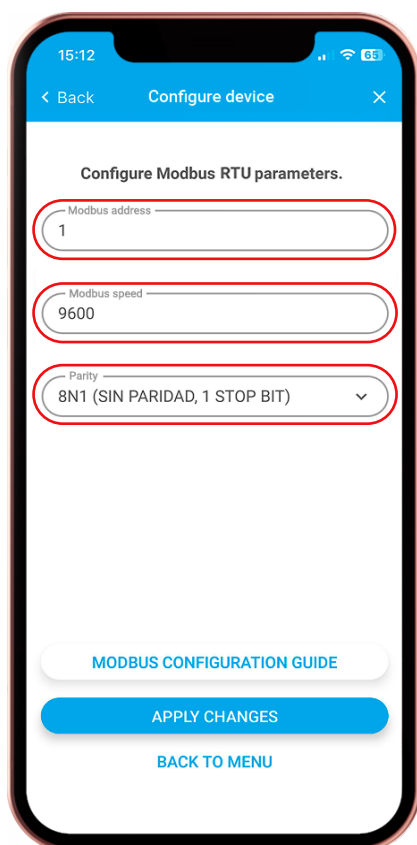 15:12
65
Back
Configure device
Configure Modbus RTU parameters.
Modbus address
1
Modbus speed
9600
Parity
8N1 (SIN PARIDAD, 1 STOP BIT)
MODBUS CONFIGURATION GUIDE
APPLY CHANGES
BACK TO MENU